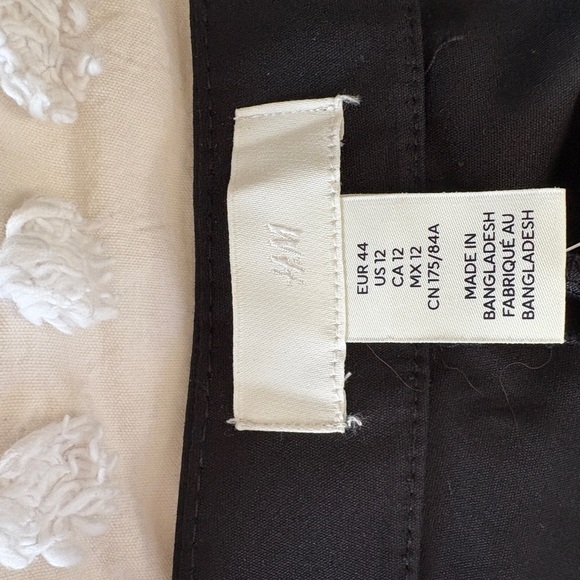 H&M
EUR 44
US 12
CA 12
MX 12
CN 175/84A
MADE IN
BANGLADESH
FABRIQUÉ AU
BANGLADESH